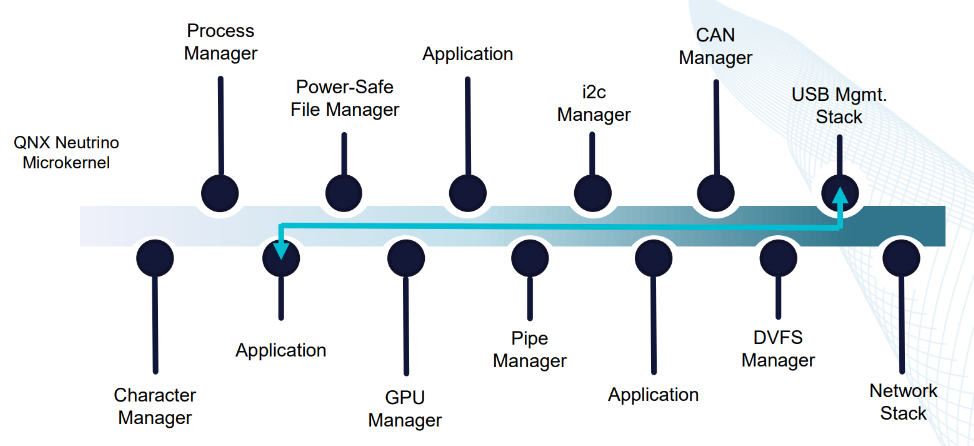 Process
Manager
Power-Safe
File Manager
Application
i2c
Manager
CAN
Manager
USB Mgmt.
Stack
QNX Neutrino
Microkernel
Character
Manager
Application
GPU
Manager
Pipe
Manager
Application
DVFS
Manager
Network
Stack